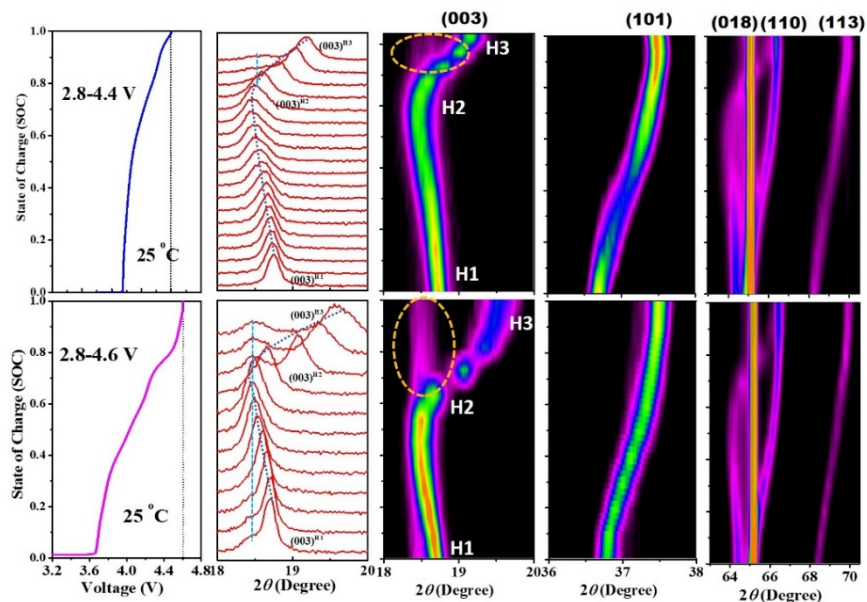 (003) (101) (018) (110) (113)
State of Charge (SOC)
1.0
0.8
0.6
0.4
0.2
0.0
2.8-4.4 V
25 °C
(003)H3
(003)H2
(003)H1
H3
H2
H1
State of Charge (SOC)
1.0
0.8
0.6
0.4
0.2
0.0
2.8-4.6 V
25 °C
(003)H3
(003)H2
(003)H1
H3
H2
H1
3.2 4.0 4.8 18 19 20 18 19 20 36 37 38 64 66 68 70
Voltage (V) 2θ (Degree) 2θ (Degree) 2θ (Degree) 2θ (Degree)